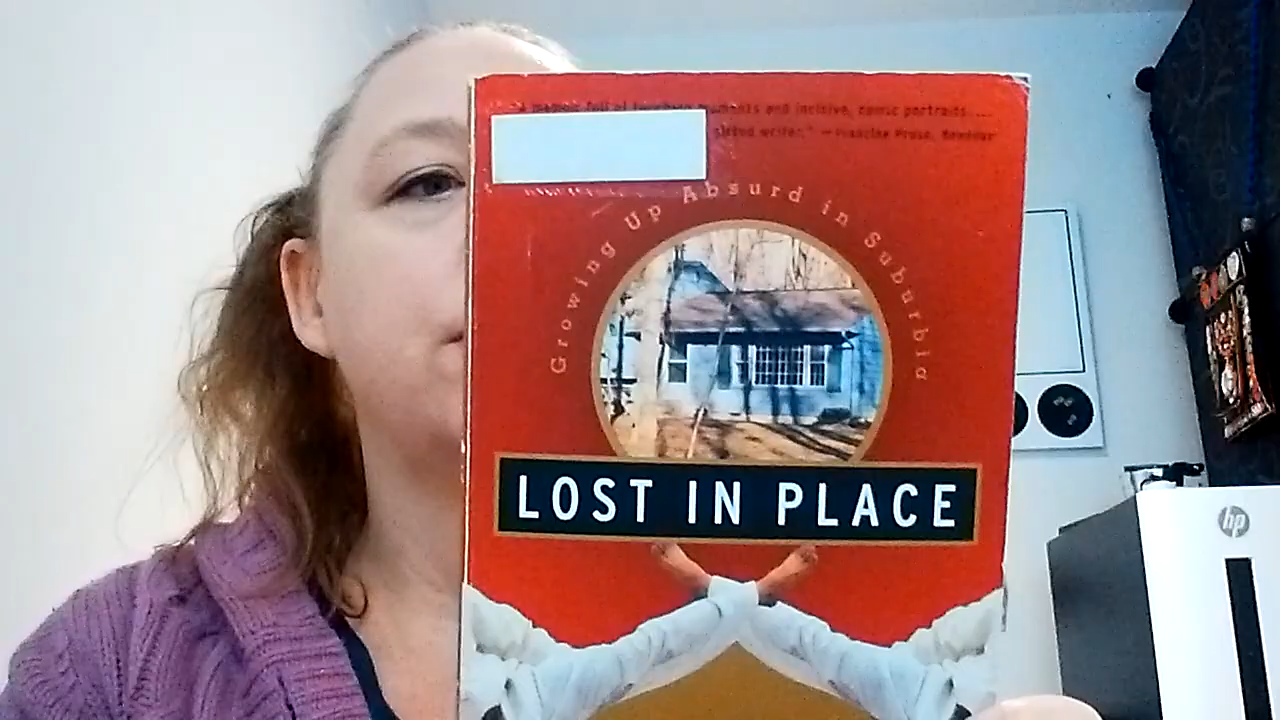 a memoir full of touching moments and incisive, comic portraits....
gifted writer." — Francine Prose, Newsday
Growing Up Absurd in Suburbia
LOST IN PLACE
hp